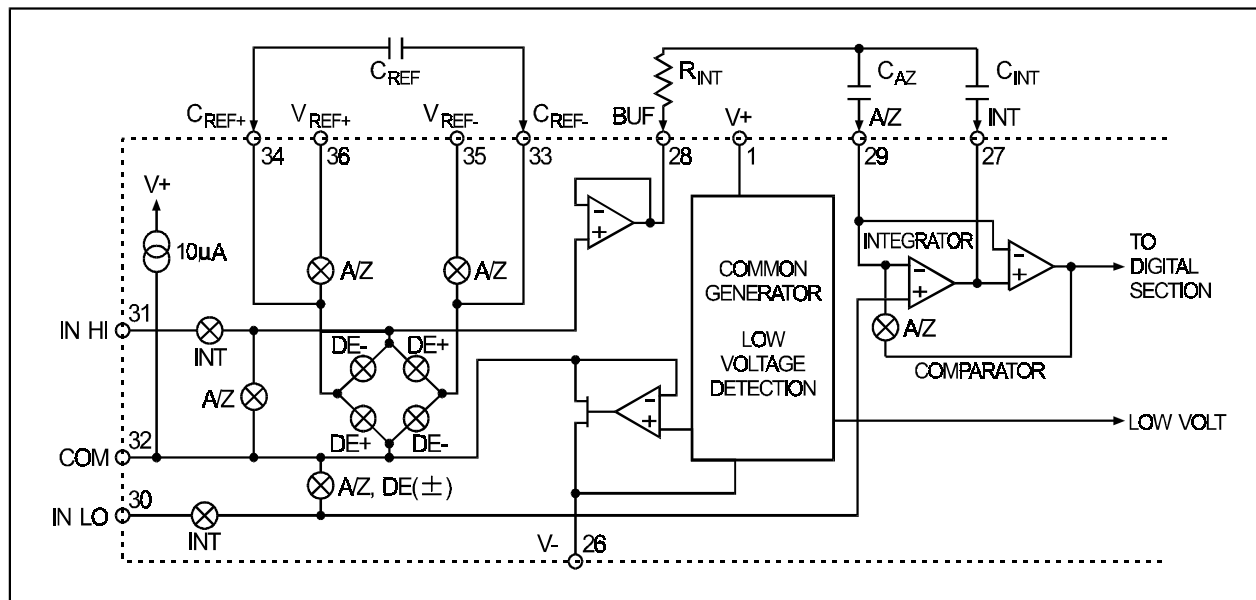 CREF
RINT
CAZ
CINT
CREF+
VREF+
VREF-
CREF-
BUF
V+
A/Z
INT
34
36
35
33
28
1
29
27
V+
10µA
A/Z
A/Z
INTEGRATOR
TO
DIGITAL
SECTION
COMMON
GENERATOR
LOW
VOLTAGE
DETECTION
31
IN HI
INT
DE-
DE+
A/Z
A/Z
COMPARATOR
DE+
DE-
LOW VOLT
32
COM
A/Z, DE(±)
30
IN LO
INT
V-
26
-
+
-
+
-
+
-
+